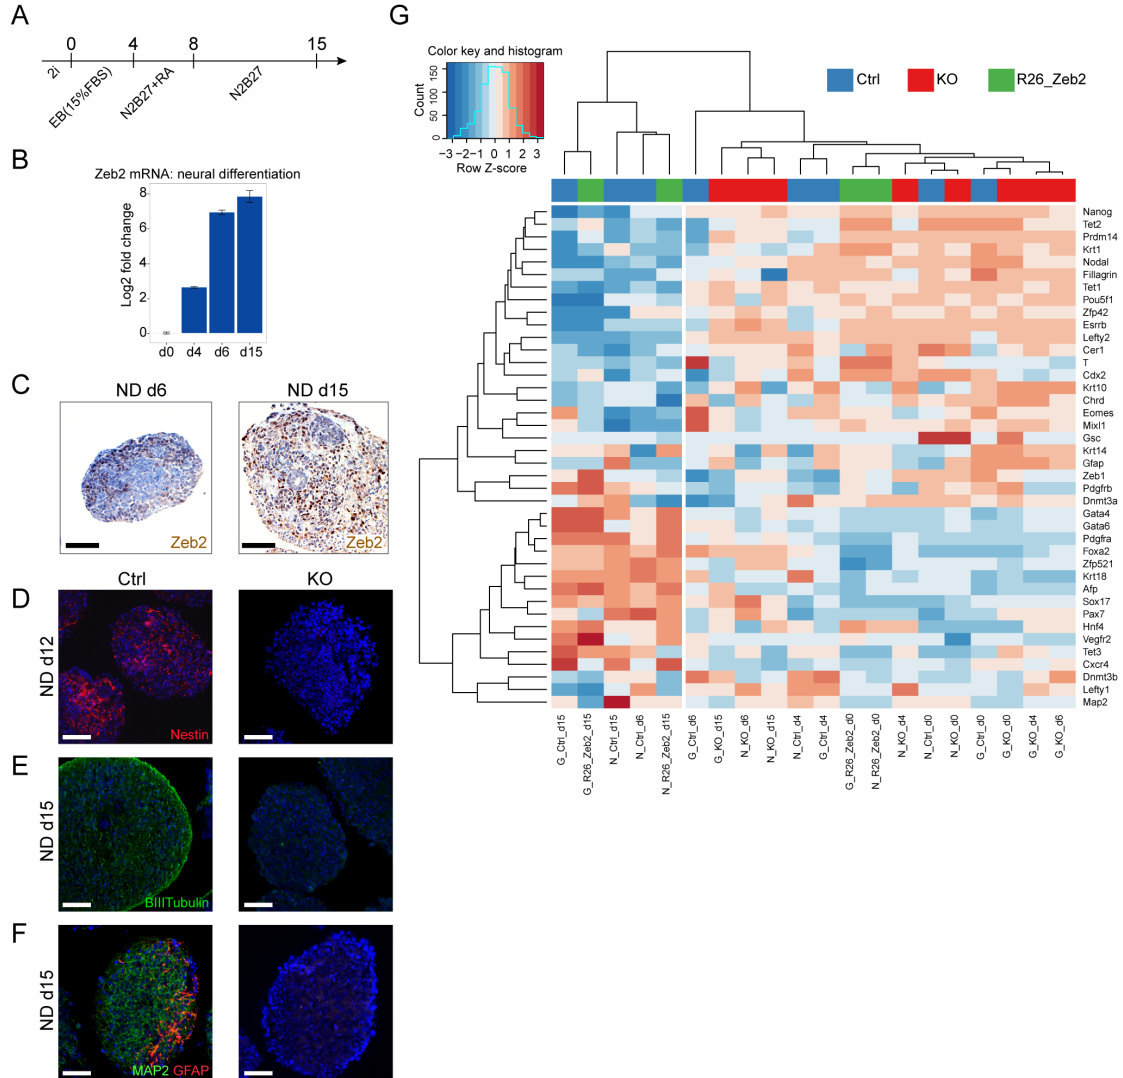 A
0
4
8
15
2i
EB(15%FBS)
N2B27+RA
N2B27
B
Zeb2 mRNA: neural differentiation
Log2 fold change
8
6
4
2
0
d0
d4
d6
d15
C
ND d6
ND d15
Zeb2
Zeb2
Ctrl
KO
D
ND d12
Nestin
E
ND d15
BIIITubulin
F
ND d15
MAP2 GFAP
G
Color key and histogram
Count
0 50 100 150
−3 −2 −1 0 1 2 3
Row Z-score
Ctrl
KO
R26_Zeb2
Nanog
Tet2
Prdm14
Krt1
Nodal
Fillagrin
Tet1
Pou5f1
Zfp42
Esrrb
Lefty2
Cer1
T
Cdx2
Krt10
Chrd
Eomes
Mixl1
Gsc
Krt14
Gfap
Zeb1
Pdgfrb
Dnmt3a
Gata4
Gata6
Pdgfra
Foxa2
Zfp521
Krt18
Afp
Sox17
Pax7
Hnf4
Vegfr2
Tet3
Cxcr4
Dnmt3b
Lefty1
Map2
G_Ctrl_d15
G_R26_Zeb2_d15
N_Ctrl_d15
N_Ctrl_d6
N_R26_Zeb2_d15
G_Ctrl_d6
G_KO_d15
N_KO_d6
N_KO_d15
N_Ctrl_d4
G_Ctrl_d4
G_R26_Zeb2_d0
N_R26_Zeb2_d0
N_KO_d4
N_Ctrl_d0
N_KO_d0
G_Ctrl_d0
G_KO_d0
G_KO_d4
G_KO_d6